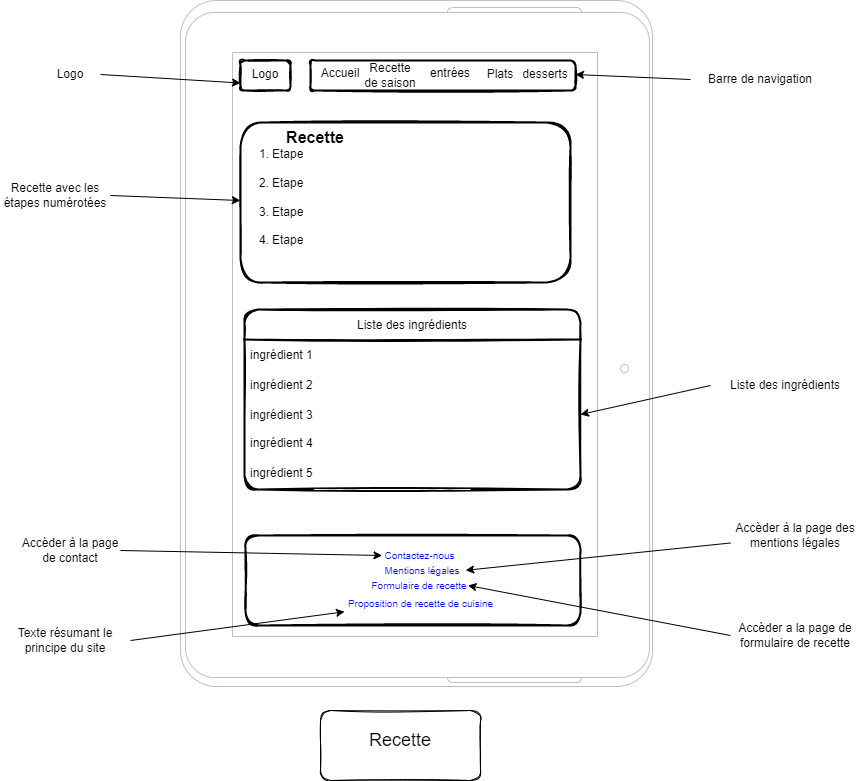 Logo
Logo
Accueil
Recette
de saison
entrées
Plats
desserts
Barre de navigation
Recette
1. Etape
2. Etape
3. Etape
4. Etape
Recette avec les
étapes numérotées
Liste des ingrédients
ingrédient 1
ingrédient 2
ingrédient 3
ingrédient 4
ingrédient 5
Liste des ingrédients
Accèder à la page
de contact
Contactez-nous
Mentions légales
Formulaire de recette
Proposition de recette de cuisine
Accèder à la page des
mentions légales
Texte résumant le
principe du site
Accèder a la page de
formulaire de recette
Recette